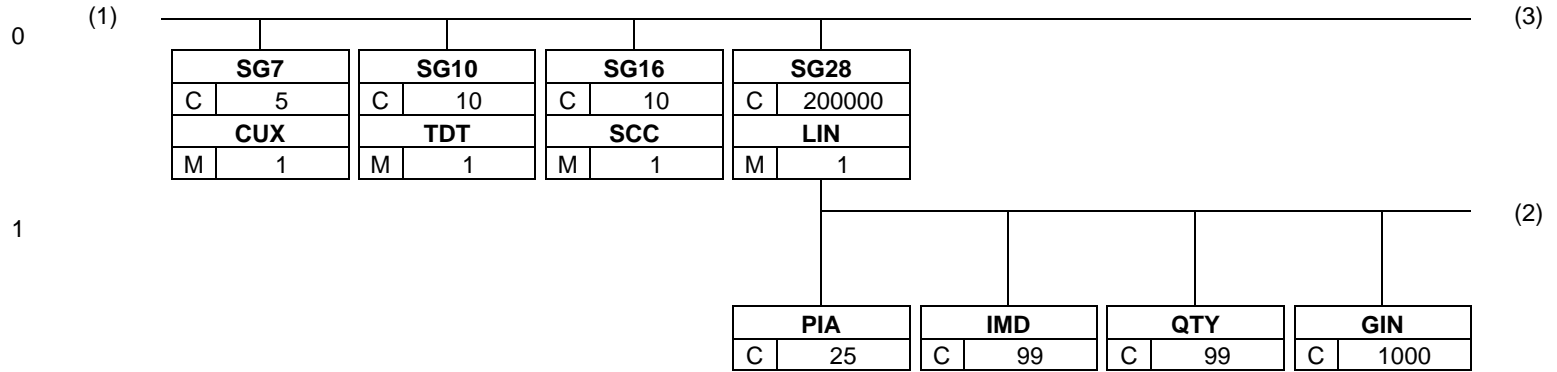 (1) (3)
0
SG7 SG10 SG16 SG28
C 5 C 10 C 10 C 200000
CUX TDT SCC LIN
M 1 M 1 M 1 M 1
1 (2)
PIA IMD QTY GIN
C 25 C 99 C 99 C 1000